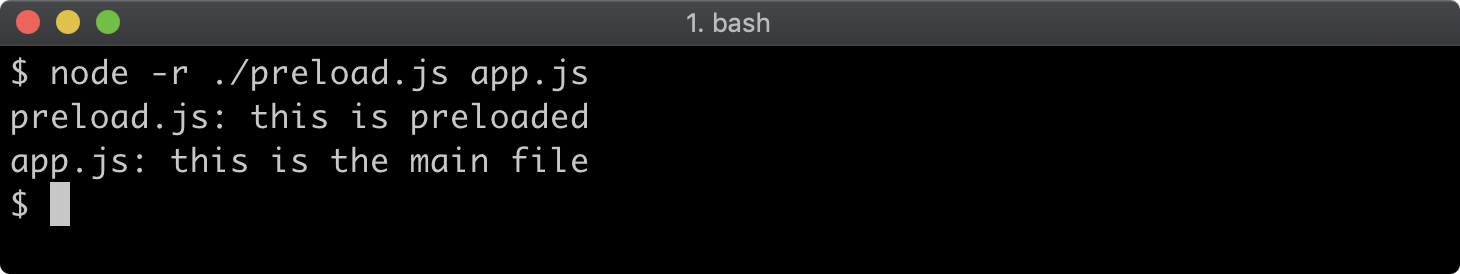 1. bash
$ node -r ./preload.js app.js
preload.js: this is preloaded
app.js: this is the main file
$